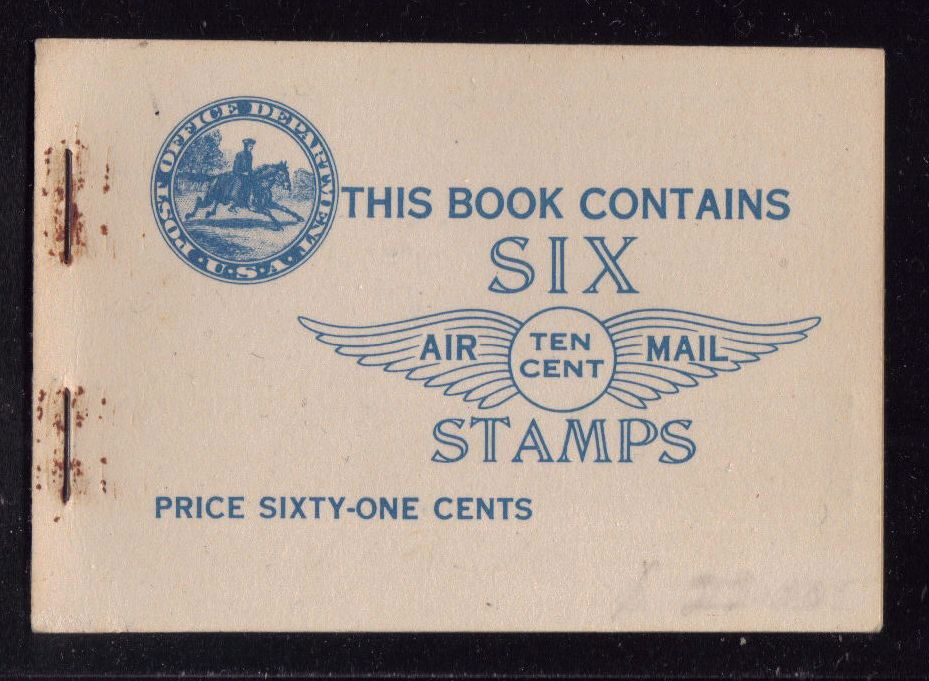 POST OFFICE DEPARTMENT
· U · S · A ·
THIS BOOK CONTAINS
SIX
AIR TEN CENT MAIL
STAMPS
PRICE SIXTY-ONE CENTS